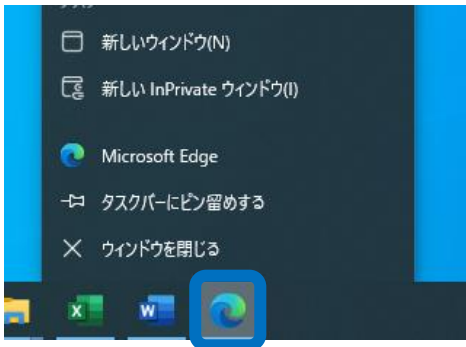 新しいウィンドウ(N)
新しい InPrivate ウィンドウ(I)
Microsoft Edge
タスクバーにピン留めする
ウィンドウを閉じる